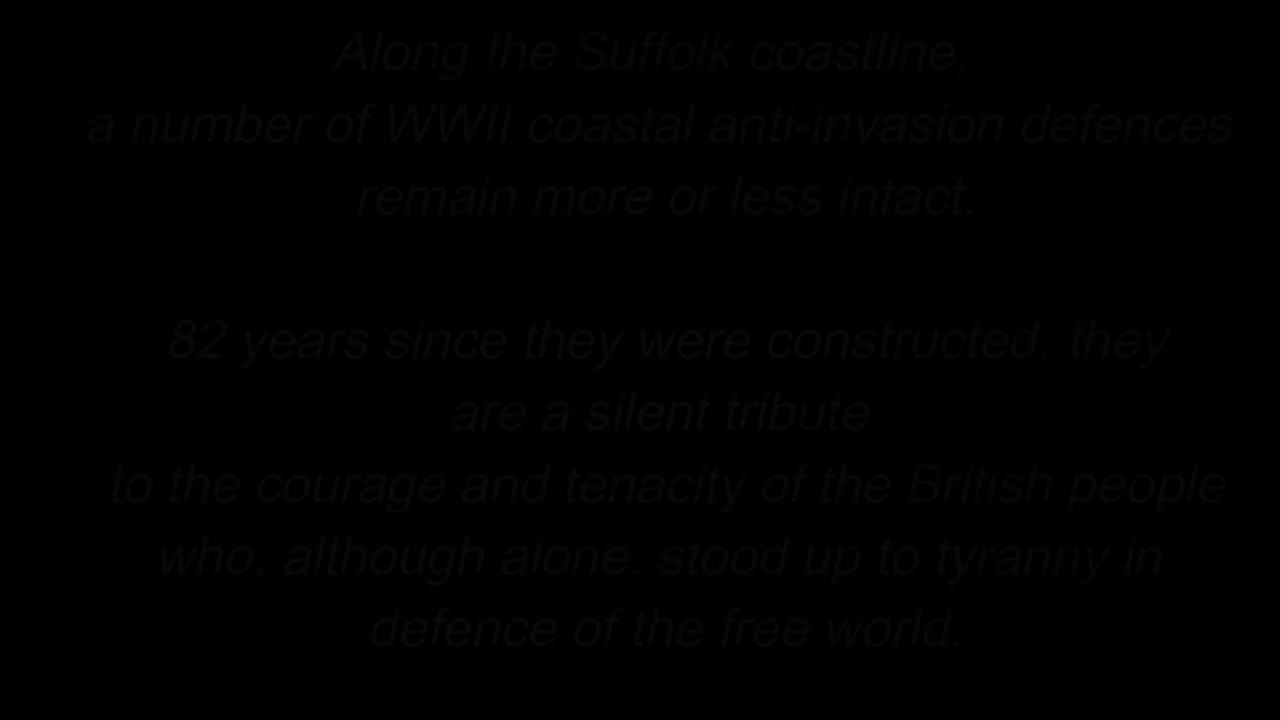 Along the Suffolk coastline,
a number of WWII coastal anti-invasion defences
remain more or less intact.
82 years since they were constructed, they
are a silent tribute
to the courage and tenacity of the British people
who, although alone, stood up to tyranny in
defence of the free world.